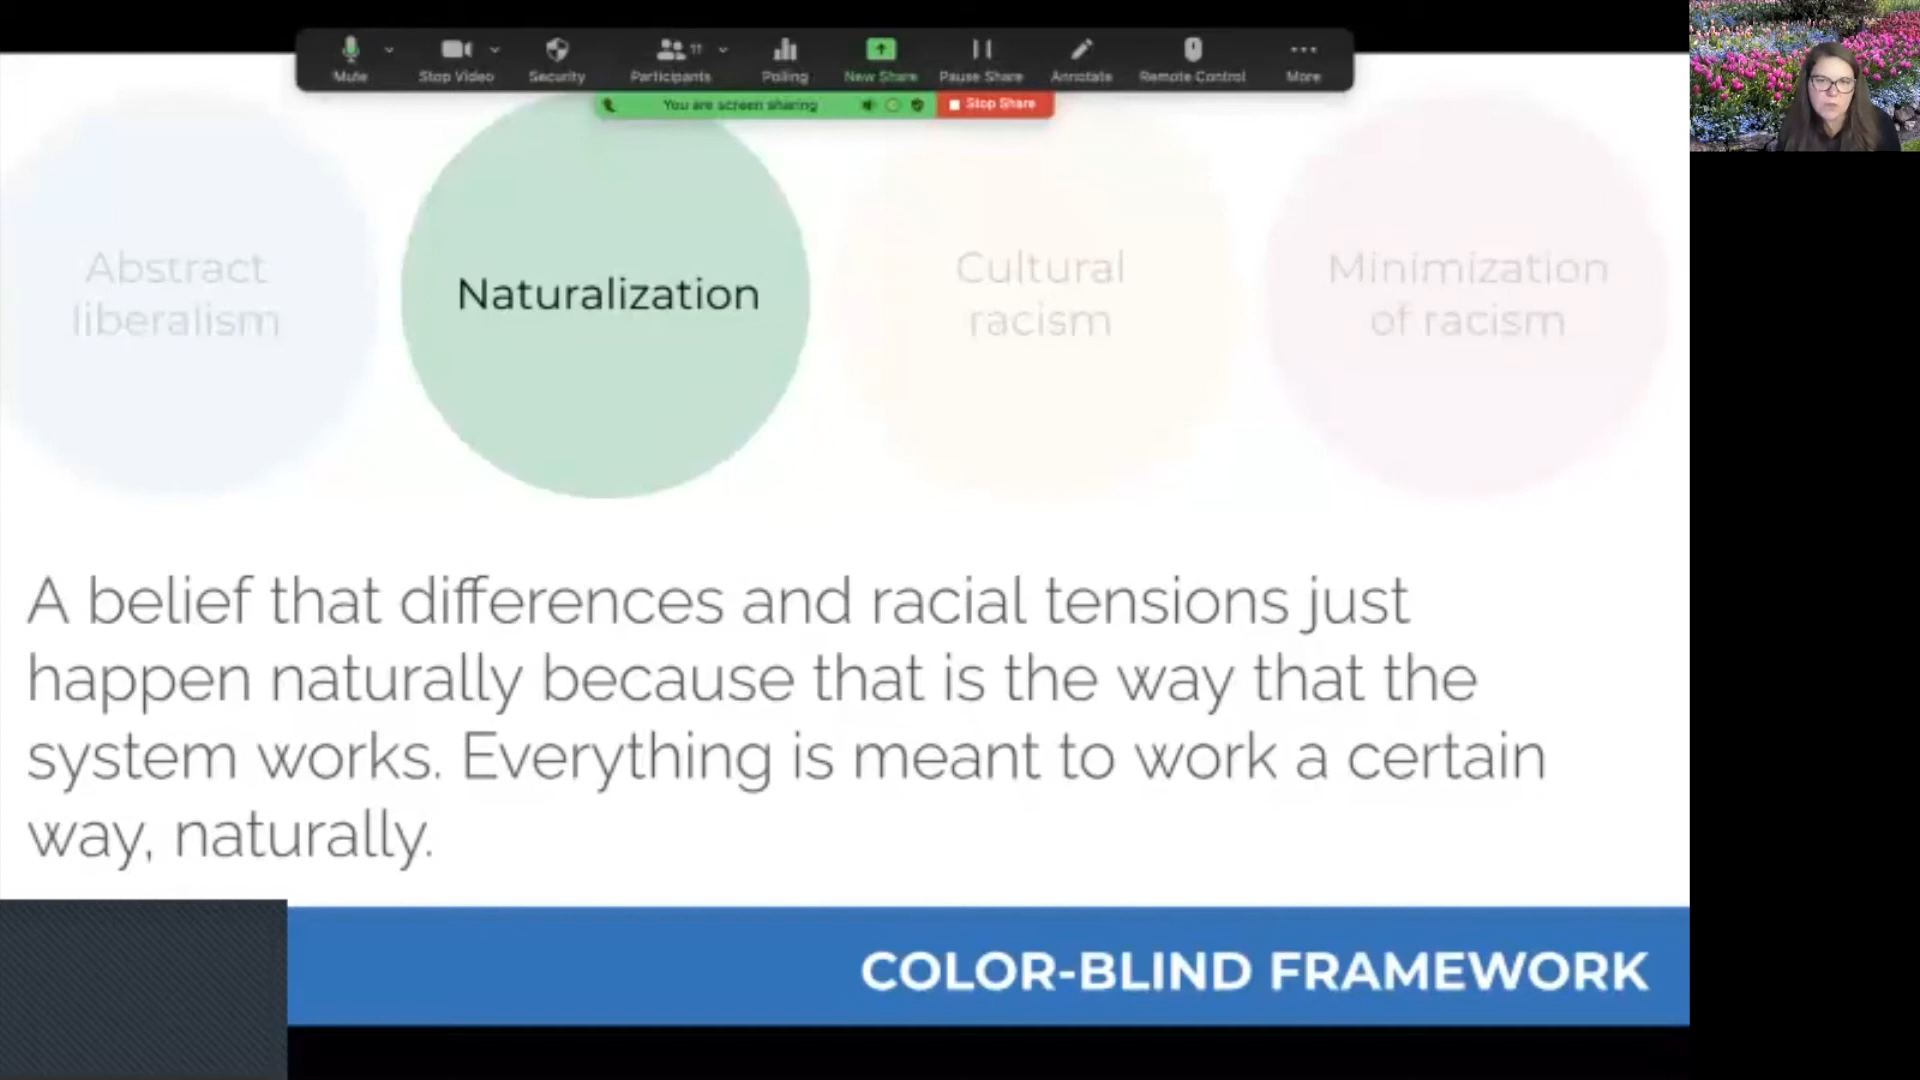 Mute
Stop Video
Security
Participants
11
Polling
New Share
Pause Share
Annotate
Remote Control
More
You are screen sharing
Stop Share
Abstract
liberalism
Naturalization
Cultural
racism
Minimization
of racism
A belief that differences and racial tensions just
happen naturally because that is the way that the
system works. Everything is meant to work a certain
way, naturally.
COLOR-BLIND FRAMEWORK